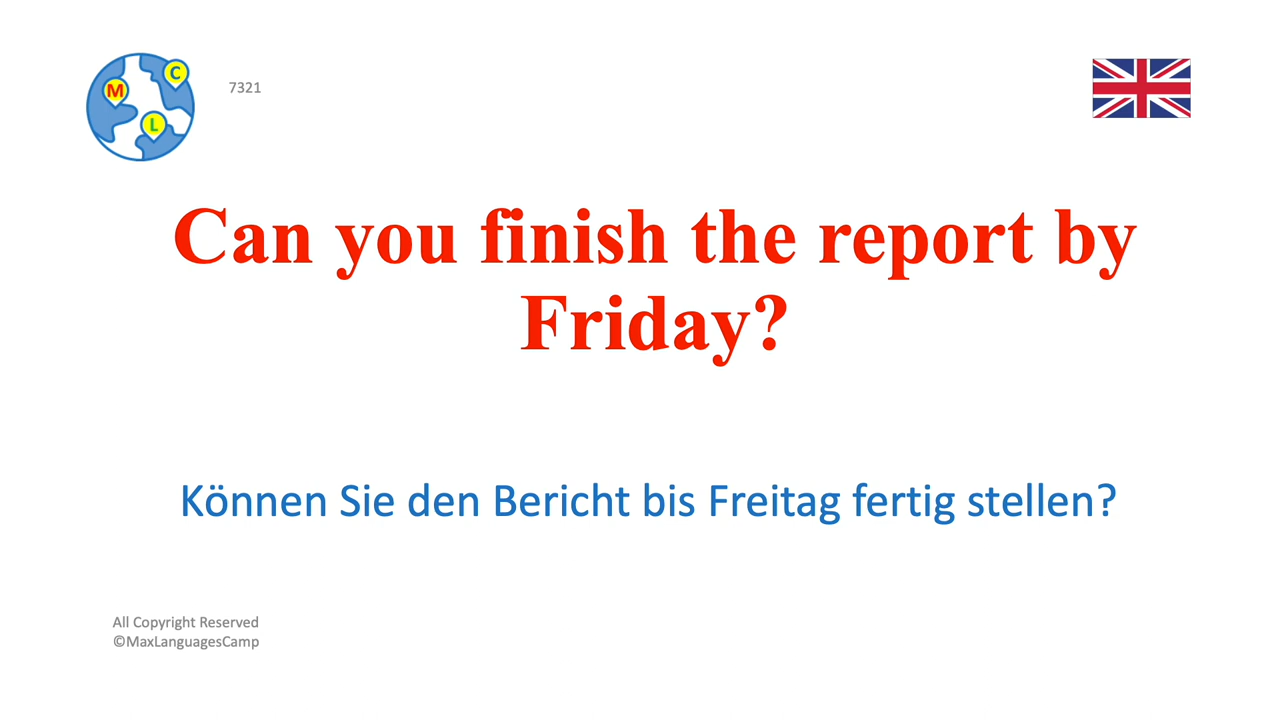 M
C
L
7321
Can you finish the report by
Friday?
Können Sie den Bericht bis Freitag fertig stellen?
All Copyright Reserved
©MaxLanguagesCamp